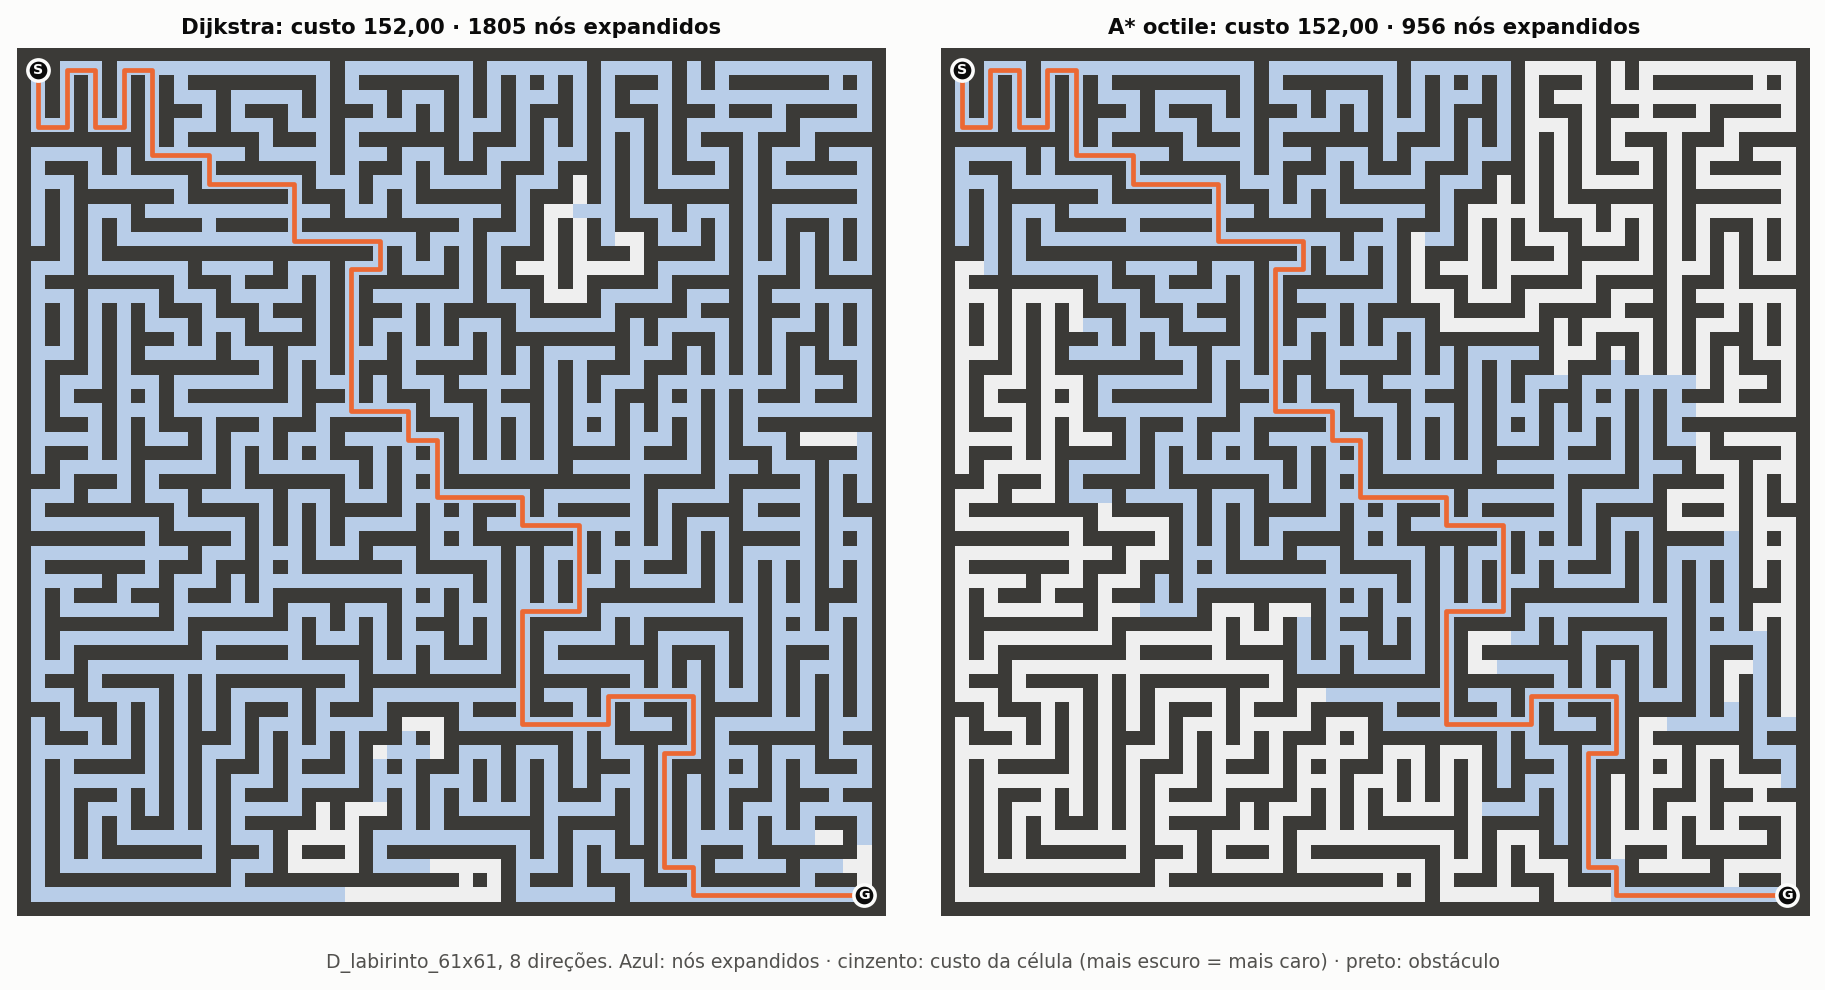 Dijkstra: custo 152,00 · 1805 nós expandidos
A* octile: custo 152,00 · 956 nós expandidos
S
S
G
G
D_labirinto_61x61, 8 direções. Azul: nós expandidos · cinzento: custo da célula (mais escuro = mais caro) · preto: obstáculo